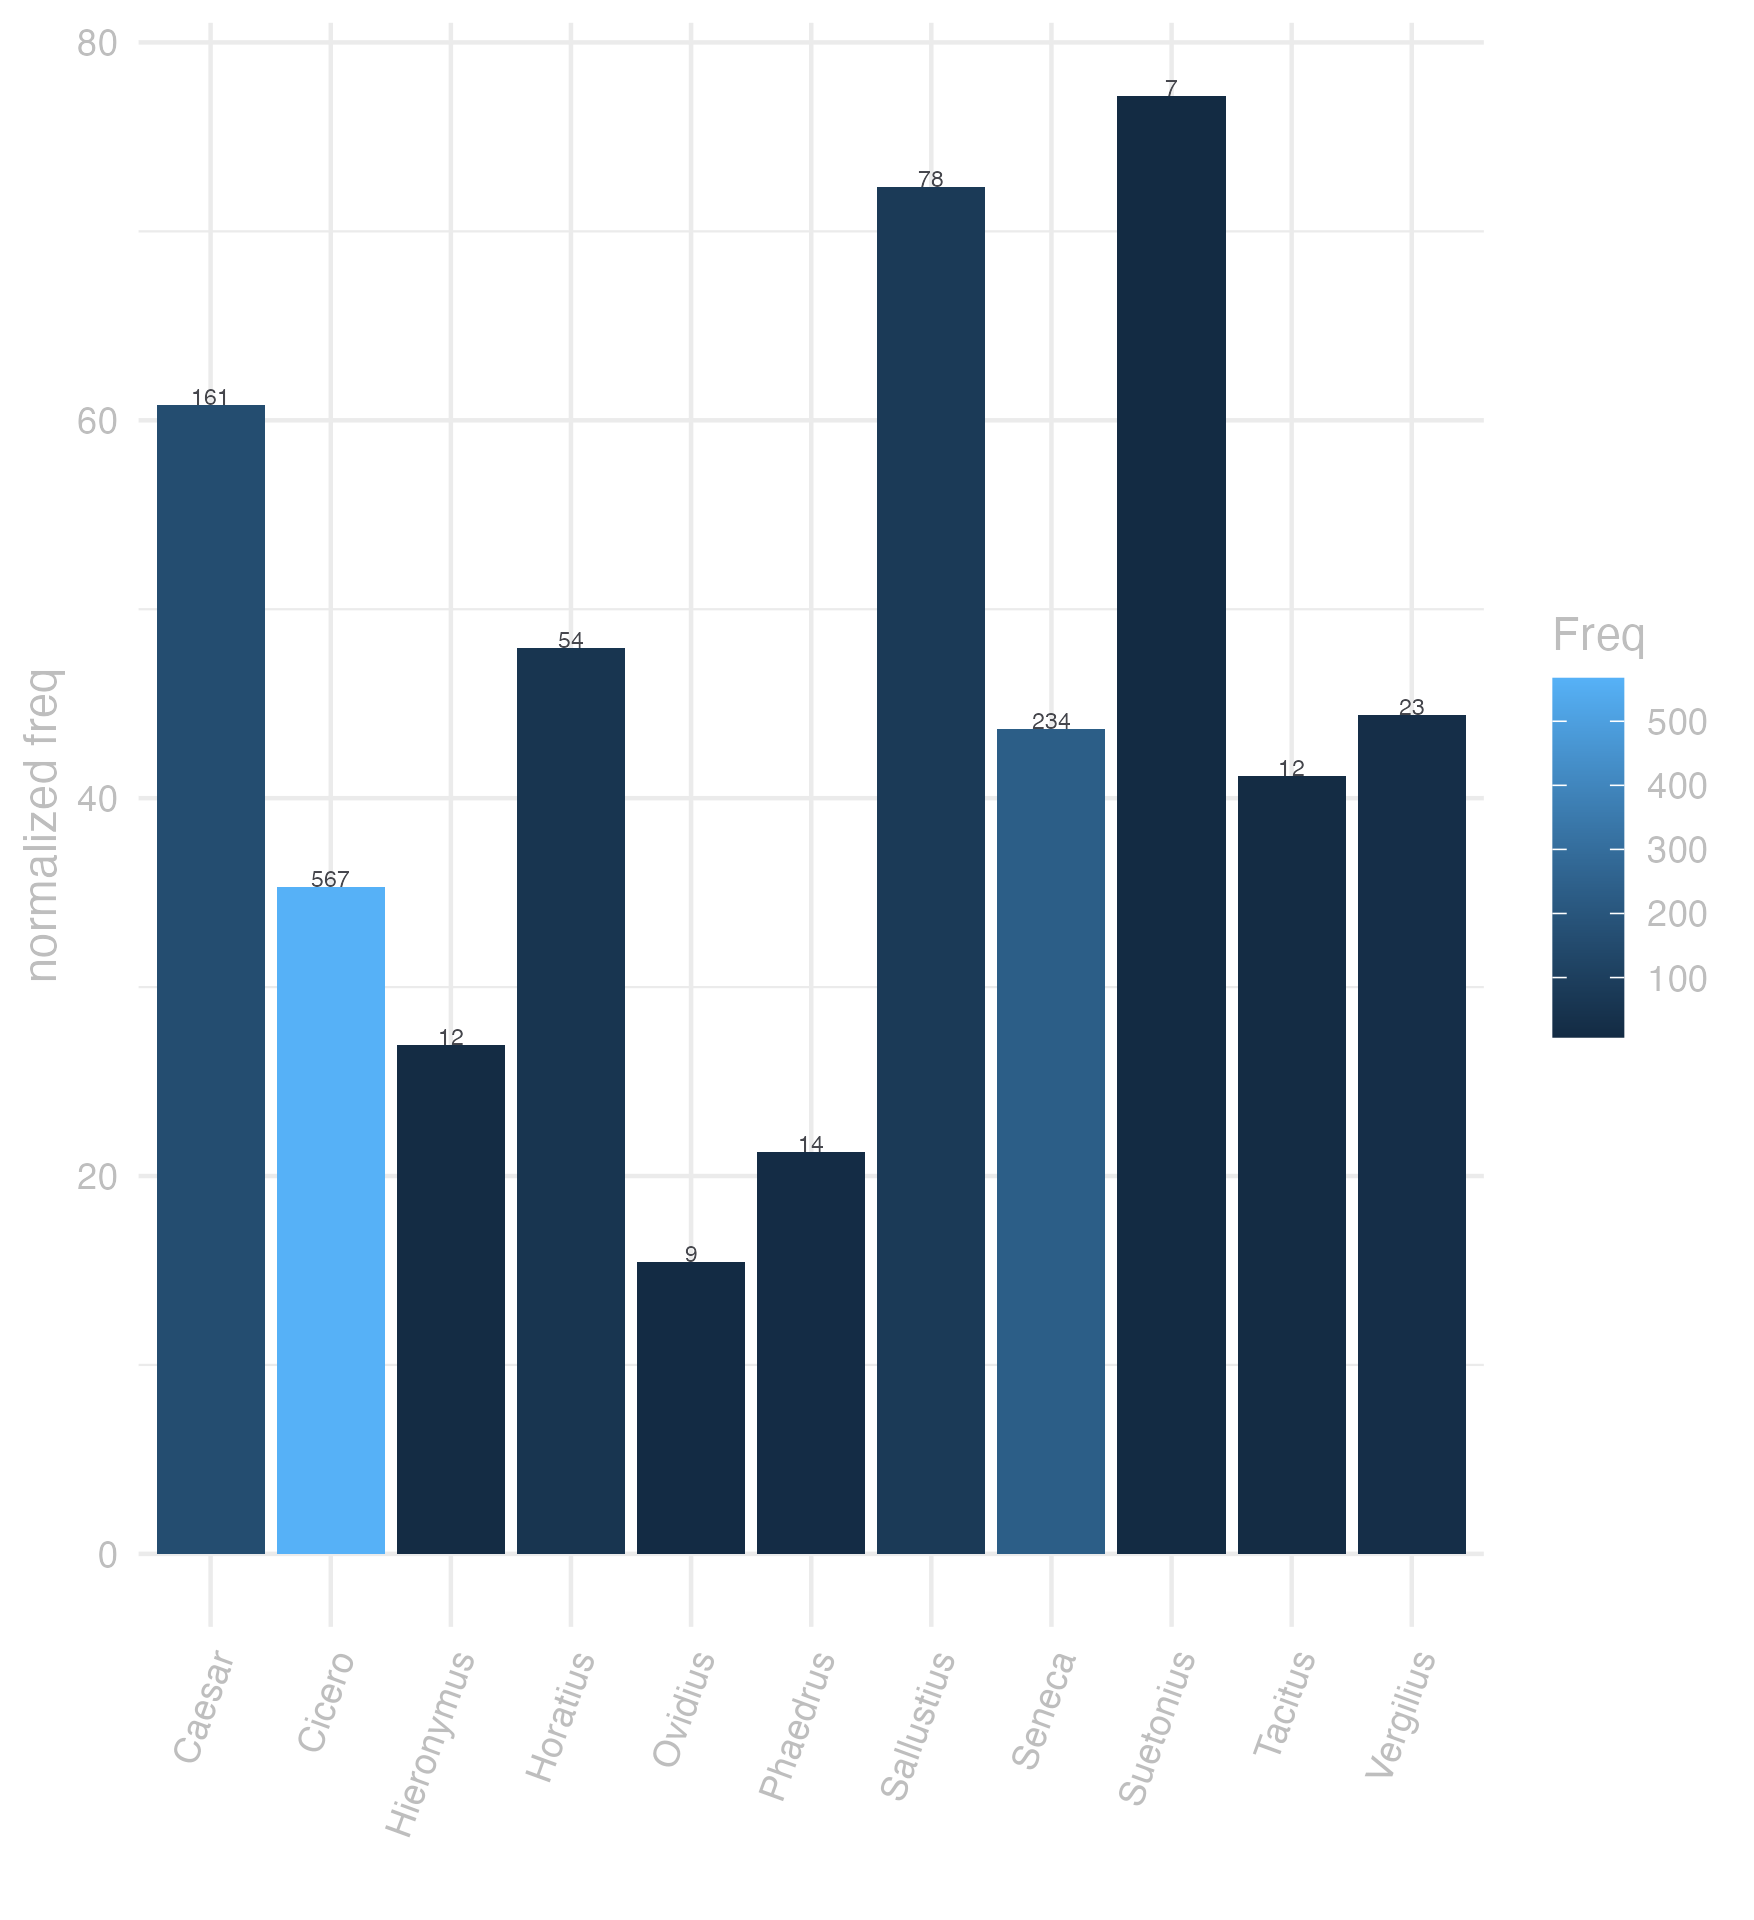 80
60
40
20
0
normalized freq
161
567
12
54
9
14
78
234
7
12
23
Caesar
Cicero
Hieronymus
Horatius
Ovidius
Phaedrus
Sallustius
Seneca
Suetonius
Tacitus
Vergilius
Freq
500
400
300
200
100